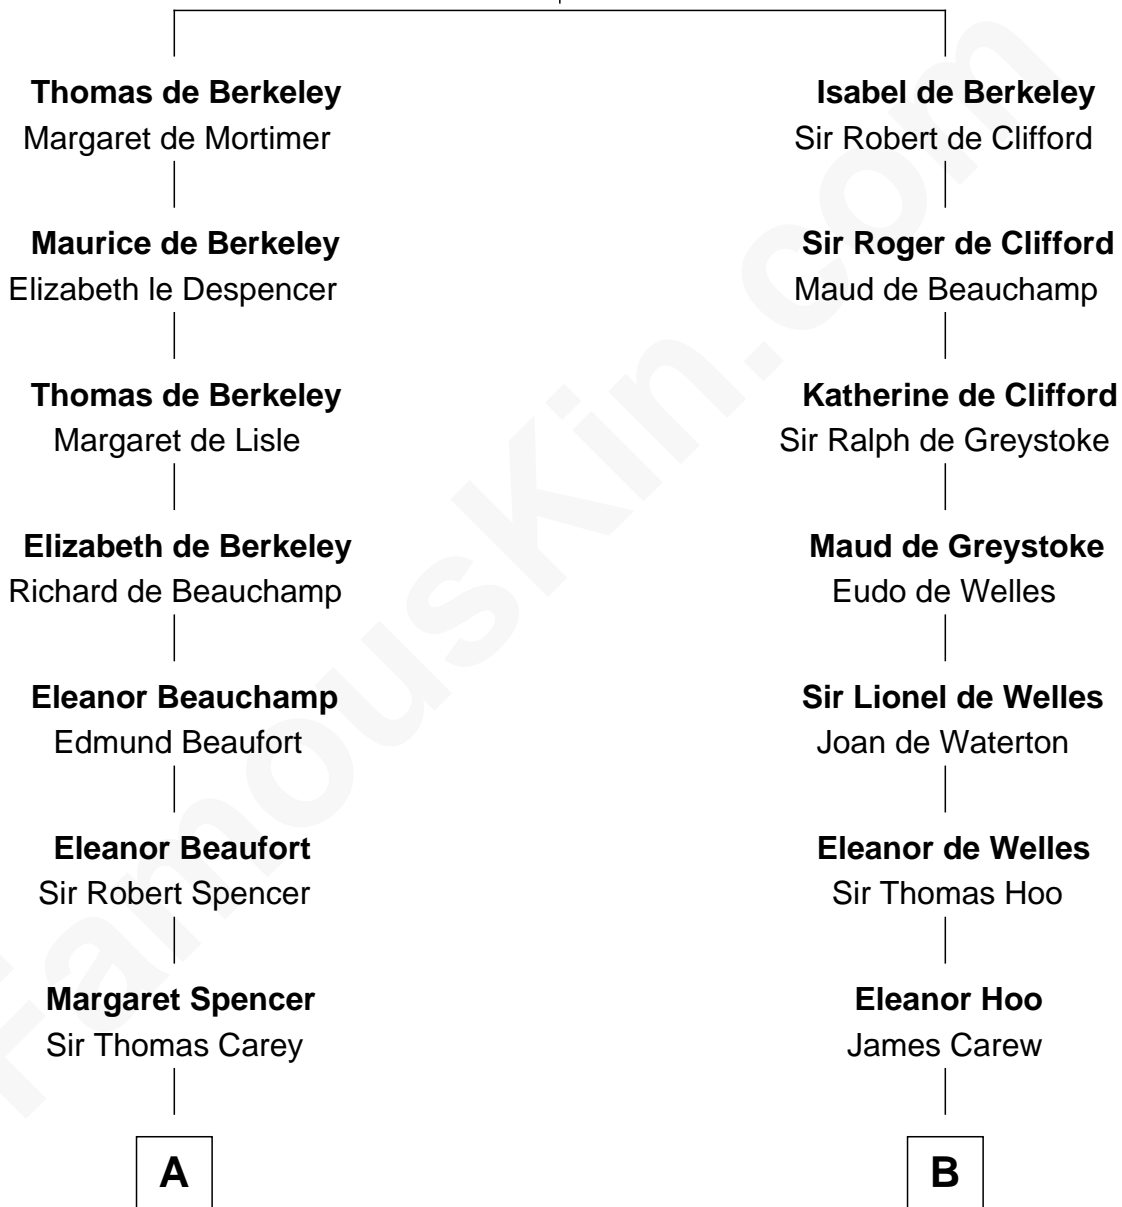 Thomas de Berkeley
Margaret de Mortimer
Maurice de Berkeley
Elizabeth le Despencer
Thomas de Berkeley
Margaret de Lisle
Elizabeth de Berkeley
Richard de Beauchamp
Eleanor Beauchamp
Edmund Beaufort
Eleanor Beaufort
Sir Robert Spencer
Margaret Spencer
Sir Thomas Carey
A
Isabel de Berkeley
Sir Robert de Clifford
Sir Roger de Clifford
Maud de Beauchamp
Katherine de Clifford
Sir Ralph de Greystoke
Maud de Greystoke
Eudo de Welles
Sir Lionel de Welles
Joan de Waterton
Eleanor de Welles
Sir Thomas Hoo
Eleanor Hoo
James Carew
B
FamousKin.com